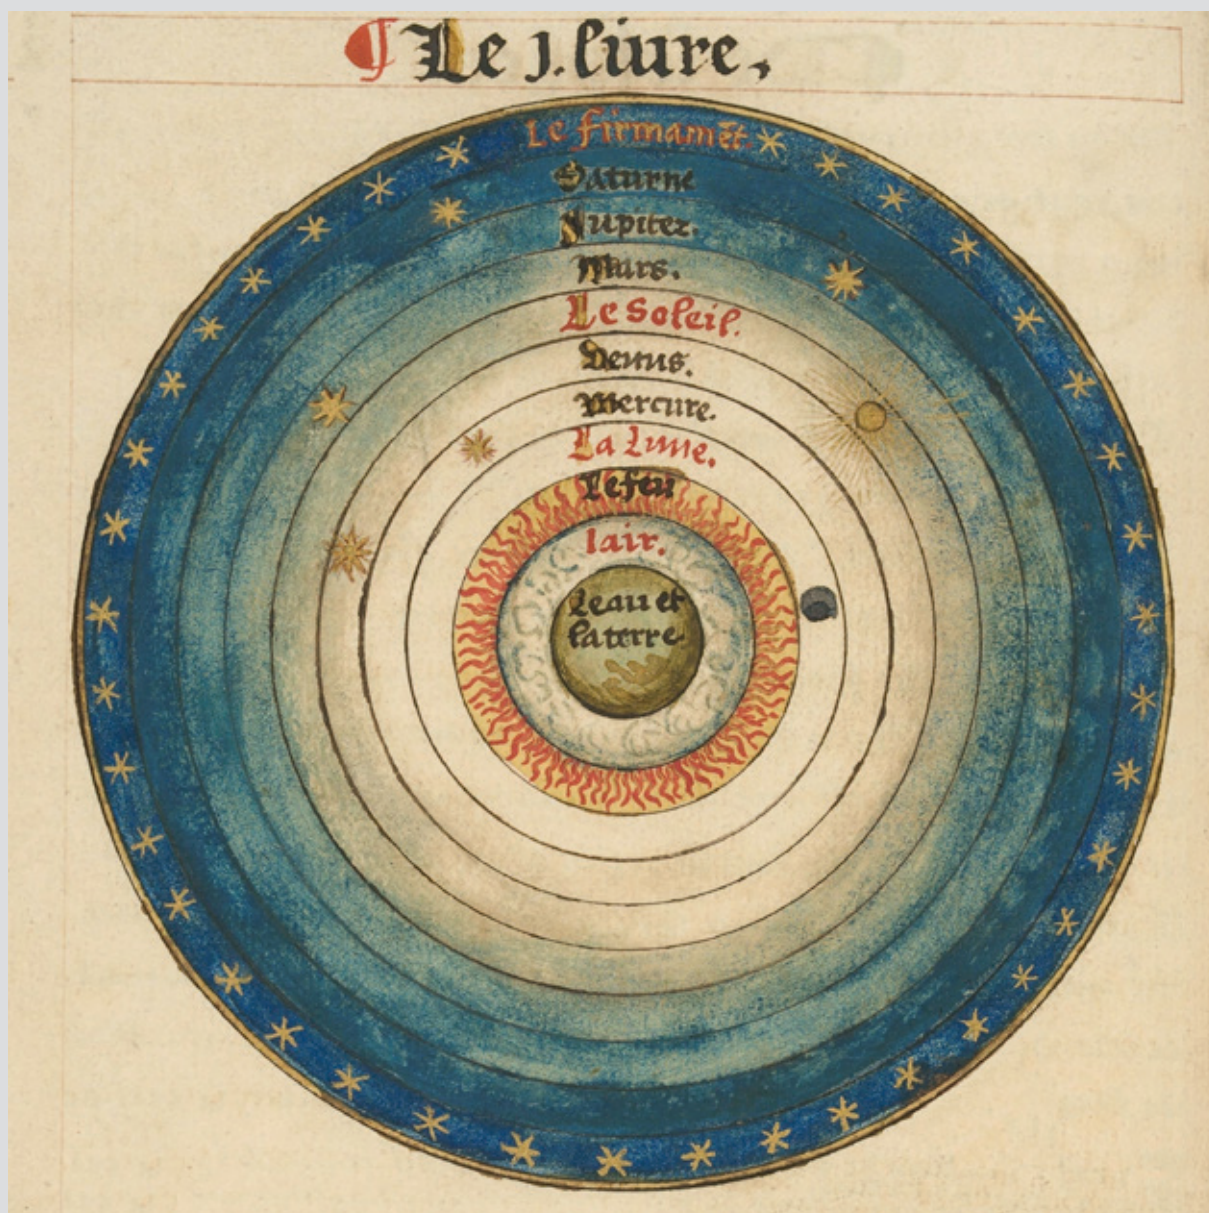 ¶ Le j. liure,
Le firmamēt.
Saturne
Jupiter.
Mars.
Le Soleil.
Venus.
Mercure.
La Lune.
Le feu
lair.
Leau et
la terre.